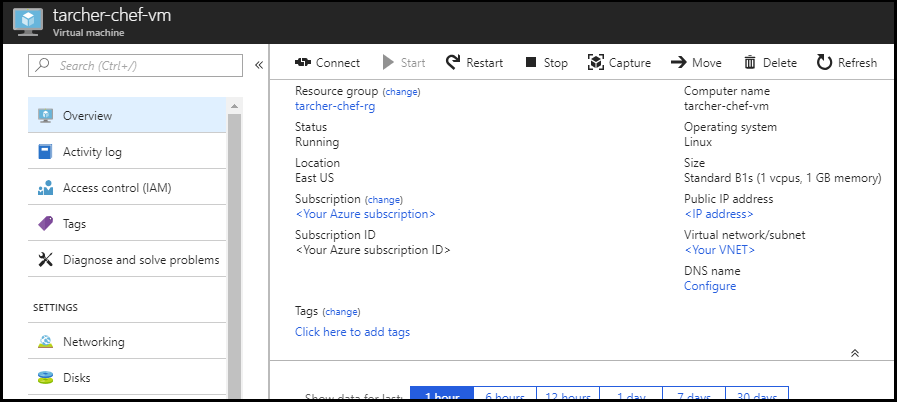 tarcher-chef-vm
Virtual machine
Search (Ctrl+/)
Overview
Activity log
Access control (IAM)
Tags
Diagnose and solve problems
SETTINGS
Networking
Disks
Connect Start Restart Stop Capture Move Delete Refresh
Resource group (change)
tarcher-chef-rg
Status
Running
Location
East US
Subscription (change)
<Your Azure subscription>
Subscription ID
<Your Azure subscription ID>
Computer name
tarcher-chef-vm
Operating system
Linux
Size
Standard B1s (1 vcpus, 1 GB memory)
Public IP address
<IP address>
Virtual network/subnet
<Your VNET>
DNS name
Configure
Tags (change)
Click here to add tags
Show data for last: 1 hour 6 hours 12 hours 1 day 7 days 30 days